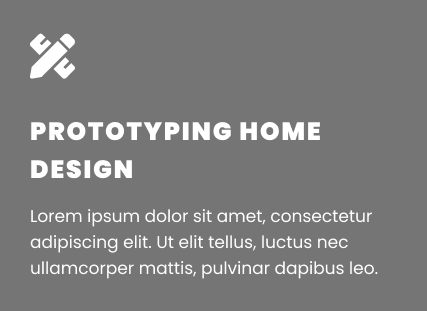 PROTOTYPING HOME
DESIGN
Lorem ipsum dolor sit amet, consectetur
adipiscing elit. Ut elit tellus, luctus nec
ullamcorper mattis, pulvinar dapibus leo.